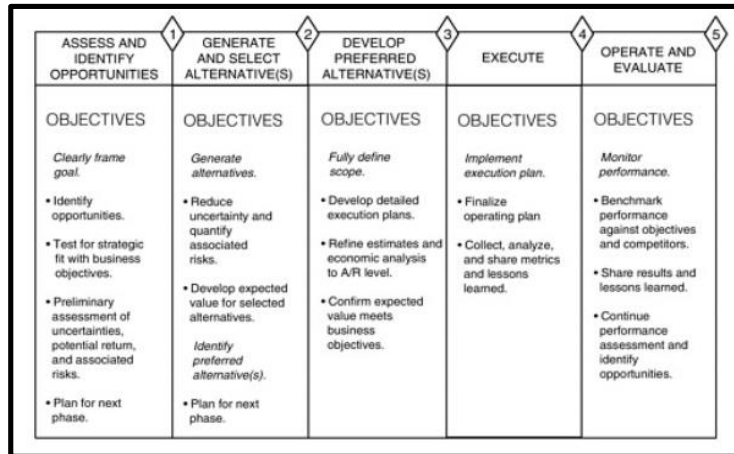 ASSESS AND
IDENTIFY
OPPORTUNITIES
1
GENERATE
AND SELECT
ALTERNATIVE(S)
2
DEVELOP
PREFERRED
ALTERNATIVE(S)
3
EXECUTE
4
OPERATE AND
EVALUATE
5
OBJECTIVES
Clearly frame
goal.
• Identify
opportunities.
• Test for strategic
fit with business
objectives.
• Preliminary
assessment of
uncertainties,
potential return,
and associated
risks.
• Plan for next
phase.
OBJECTIVES
Generate
alternatives.
• Reduce
uncertainty and
quantify
associated
risks.
• Develop expected
value for selected
alternatives.
Identify
preferred
alternative(s).
• Plan for next
phase.
OBJECTIVES
Fully define
scope.
• Develop detailed
execution plans.
• Refine estimates and
economic analysis
to A/R level.
• Confirm expected
value meets
business
objectives.
OBJECTIVES
Implement
execution plan.
• Finalize
operating plan
• Collect, analyze,
and share metrics
and lessons
learned.
OBJECTIVES
Monitor
performance.
• Benchmark
performance
against objectives
and competitors.
• Share results and
lessons learned.
• Continue
performance
assessment and
identify
opportunities.